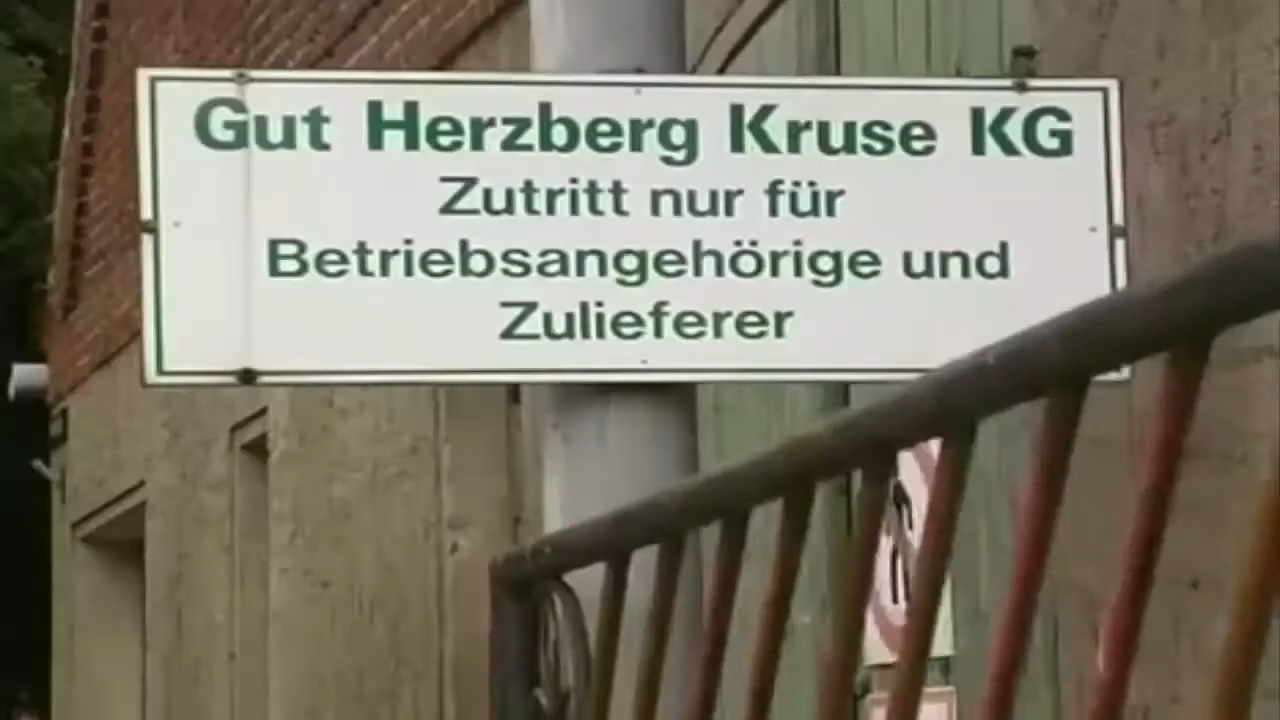 Gut Herzberg Kruse KG
Zutritt nur für
Betriebsangehörige und
Zulieferer